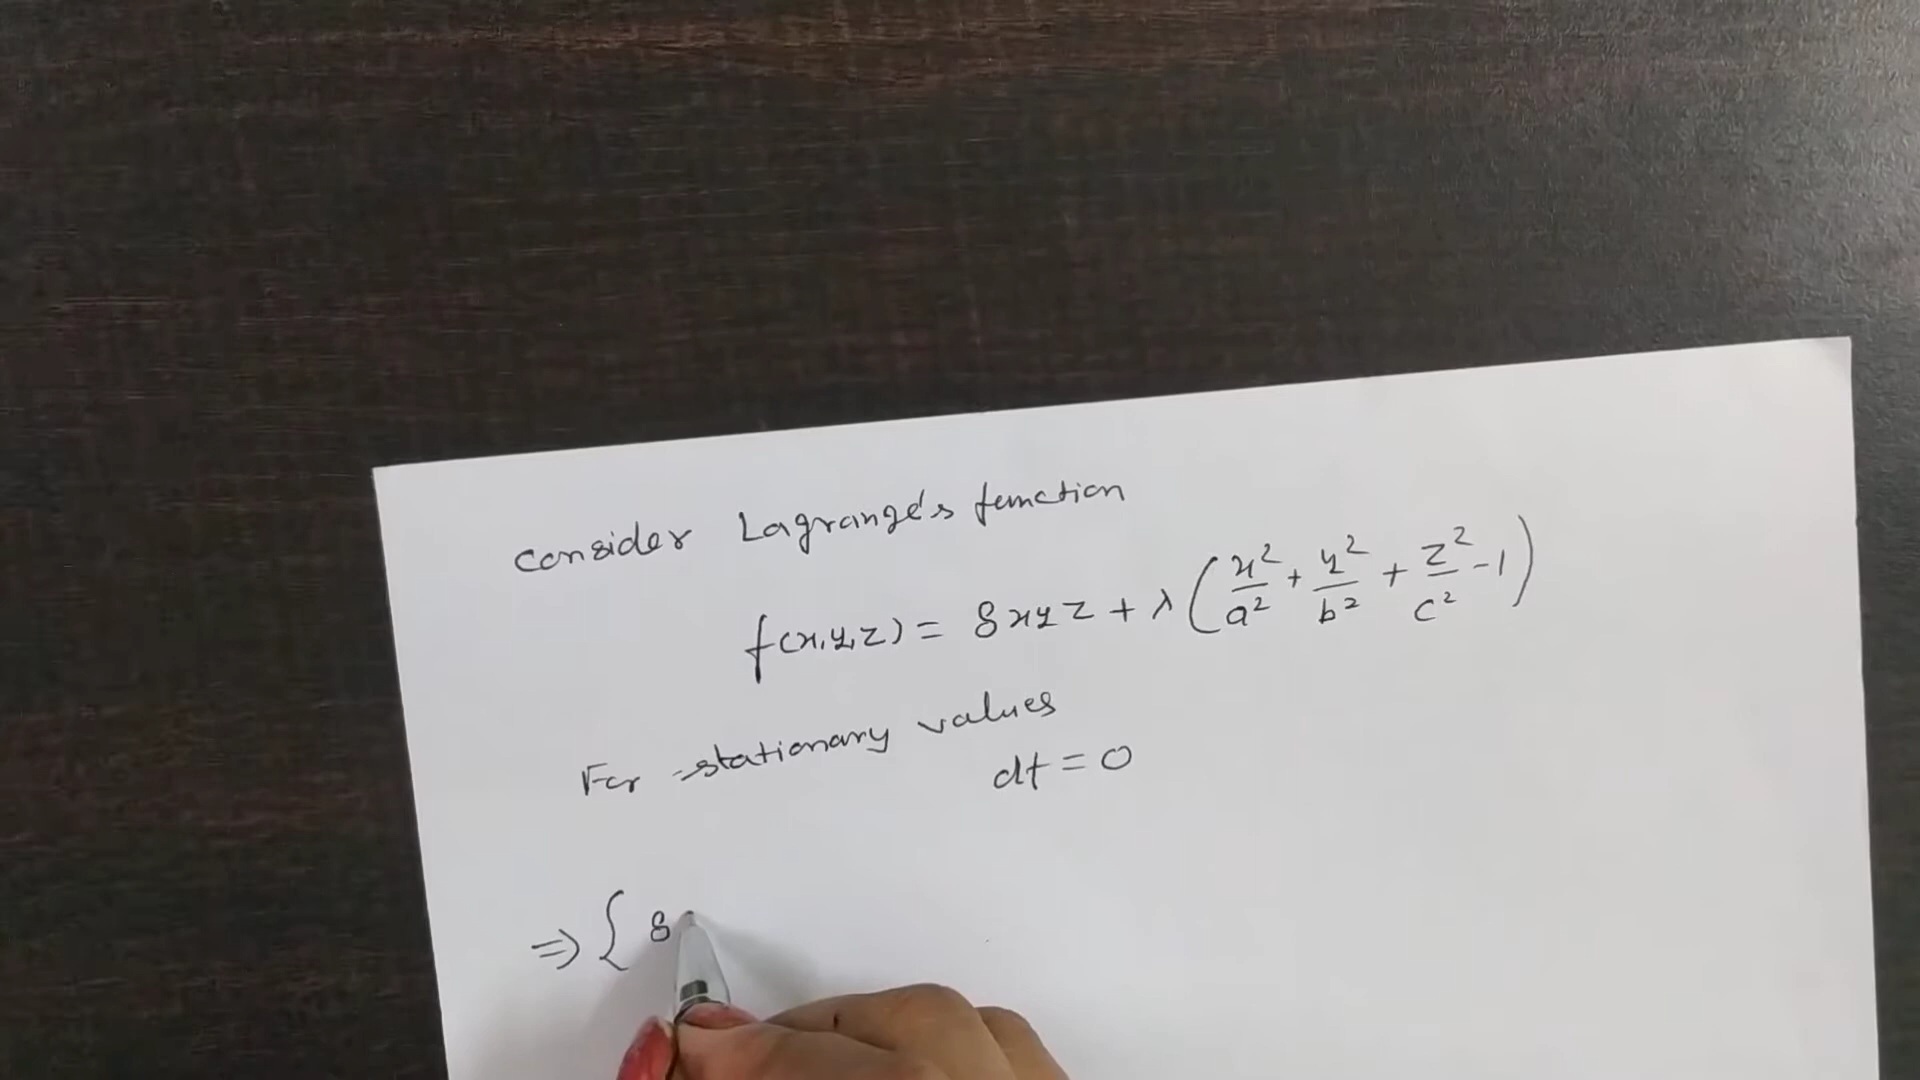 Consider Lagrange's function
f(x,y,z) = 8xyz + λ(x²/a² + y²/b² + z²/c² - 1)
For stationary values
df = 0
⇒ { 8